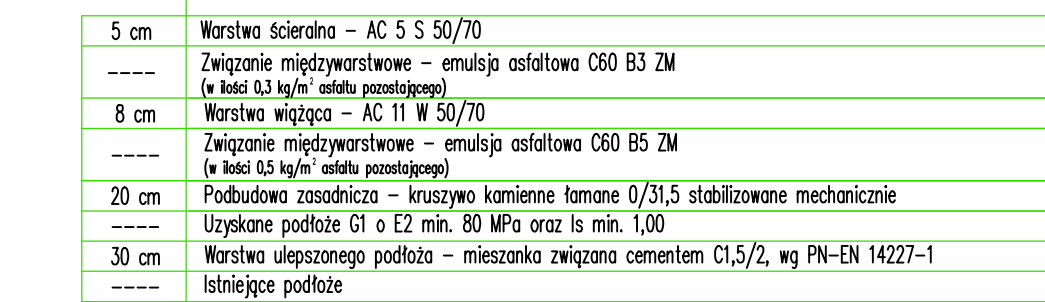 5 cm Warstwa ścieralna – AC 5 S 50/70
---- Związanie międzywarstwowe – emulsja asfaltowa C60 B3 ZM
(w ilości 0,3 kg/m² asfaltu pozostającego)
8 cm Warstwa wiążąca – AC 11 W 50/70
---- Związanie międzywarstwowe – emulsja asfaltowa C60 B5 ZM
(w ilości 0,5 kg/m² asfaltu pozostającego)
20 cm Podbudowa zasadnicza – kruszywo kamienne łamane 0/31,5 stabilizowane mechanicznie
---- Uzyskane podłoże G1 o E2 min. 80 MPa oraz Is min. 1,00
30 cm Warstwa ulepszonego podłoża – mieszanka związana cementem C1,5/2, wg PN–EN 14227–1
---- Istniejące podłoże